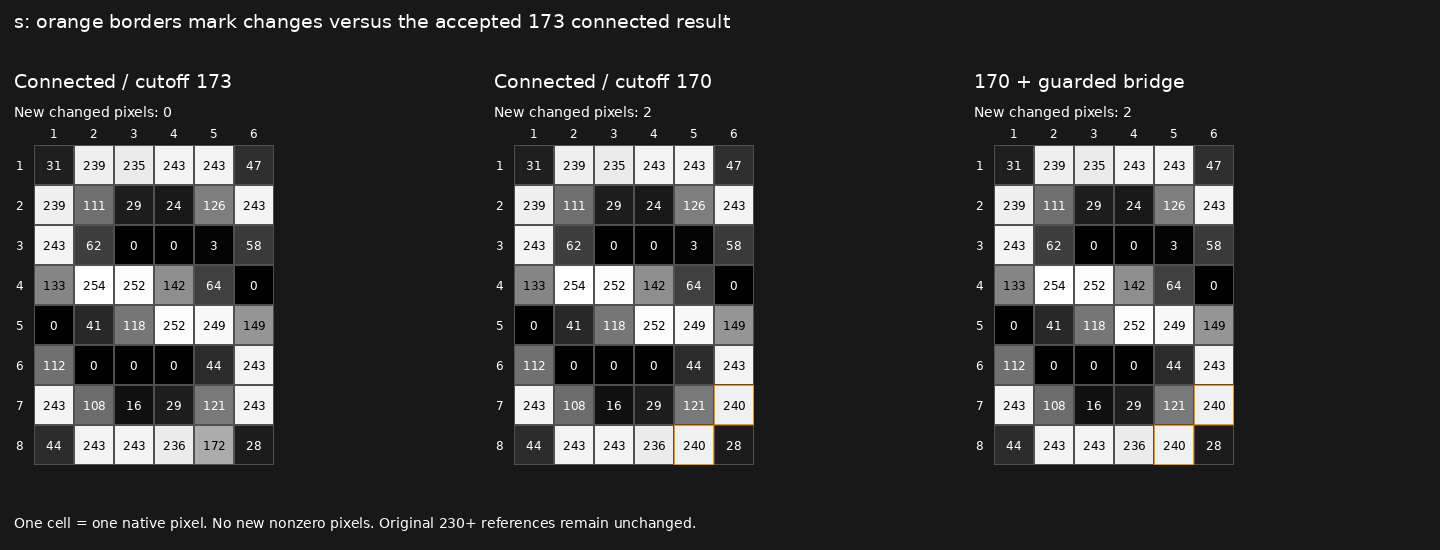 s: orange borders mark changes versus the accepted 173 connected result
Connected / cutoff 173
New changed pixels: 0
1 2 3 4 5 6
1 31 239 235 243 243 47
2 239 111 29 24 126 243
3 243 62 0 0 3 58
4 133 254 252 142 64 0
5 0 41 118 252 249 149
6 112 0 0 0 44 243
7 243 108 16 29 121 243
8 44 243 243 236 172 28
Connected / cutoff 170
New changed pixels: 2
1 2 3 4 5 6
1 31 239 235 243 243 47
2 239 111 29 24 126 243
3 243 62 0 0 3 58
4 133 254 252 142 64 0
5 0 41 118 252 249 149
6 112 0 0 0 44 243
7 243 108 16 29 121 240
8 44 243 243 236 240 28
170 + guarded bridge
New changed pixels: 2
1 2 3 4 5 6
1 31 239 235 243 243 47
2 239 111 29 24 126 243
3 243 62 0 0 3 58
4 133 254 252 142 64 0
5 0 41 118 252 249 149
6 112 0 0 0 44 243
7 243 108 16 29 121 240
8 44 243 243 236 240 28
One cell = one native pixel. No new nonzero pixels. Original 230+ references remain unchanged.